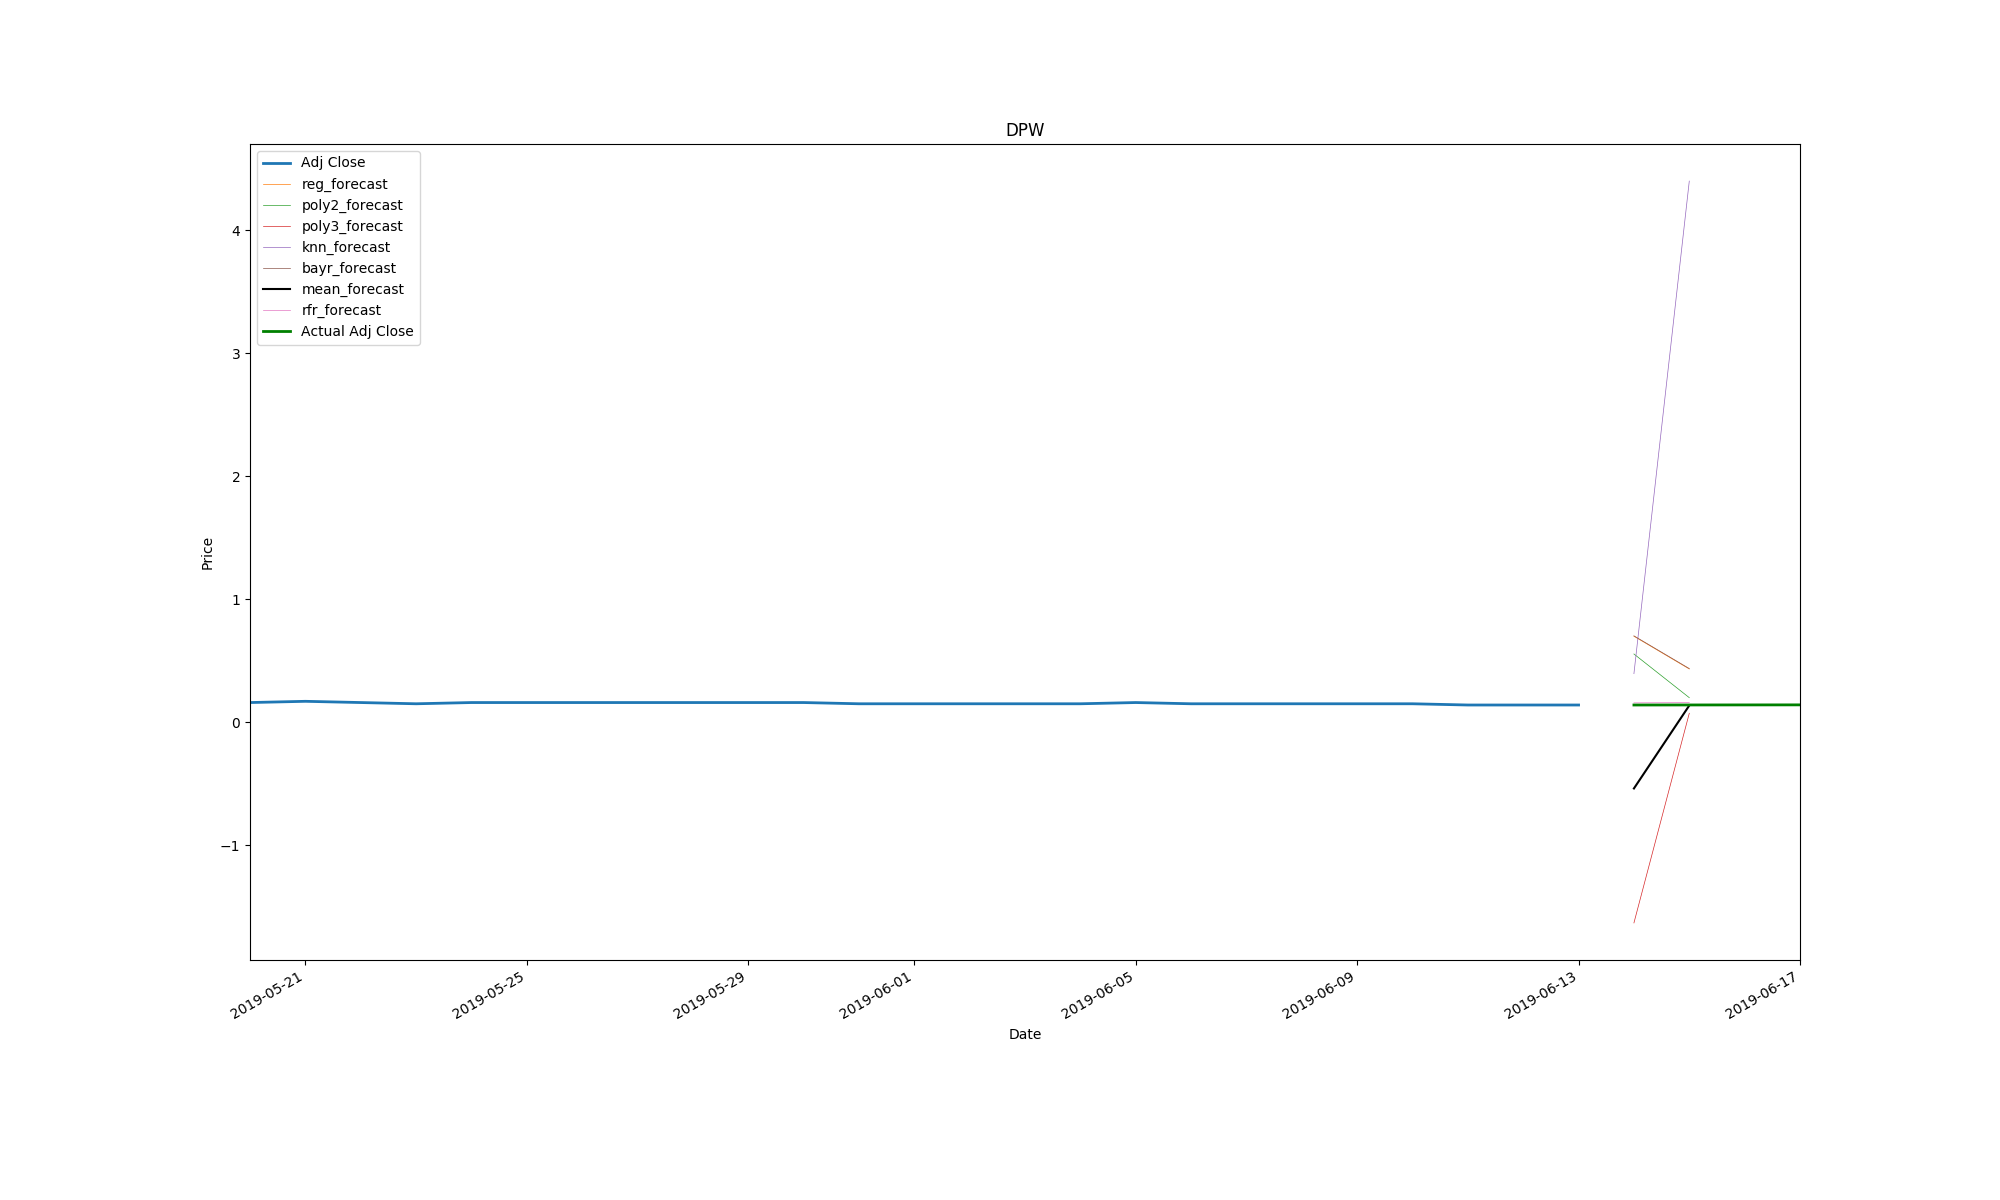 DPW
Adj Close
reg_forecast
poly2_forecast
poly3_forecast
knn_forecast
bayr_forecast
mean_forecast
rfr_forecast
Actual Adj Close
4
3
2
1
0
−1
Price
2019-05-21
2019-05-25
2019-05-29
2019-06-01
2019-06-05
2019-06-09
2019-06-13
2019-06-17
Date